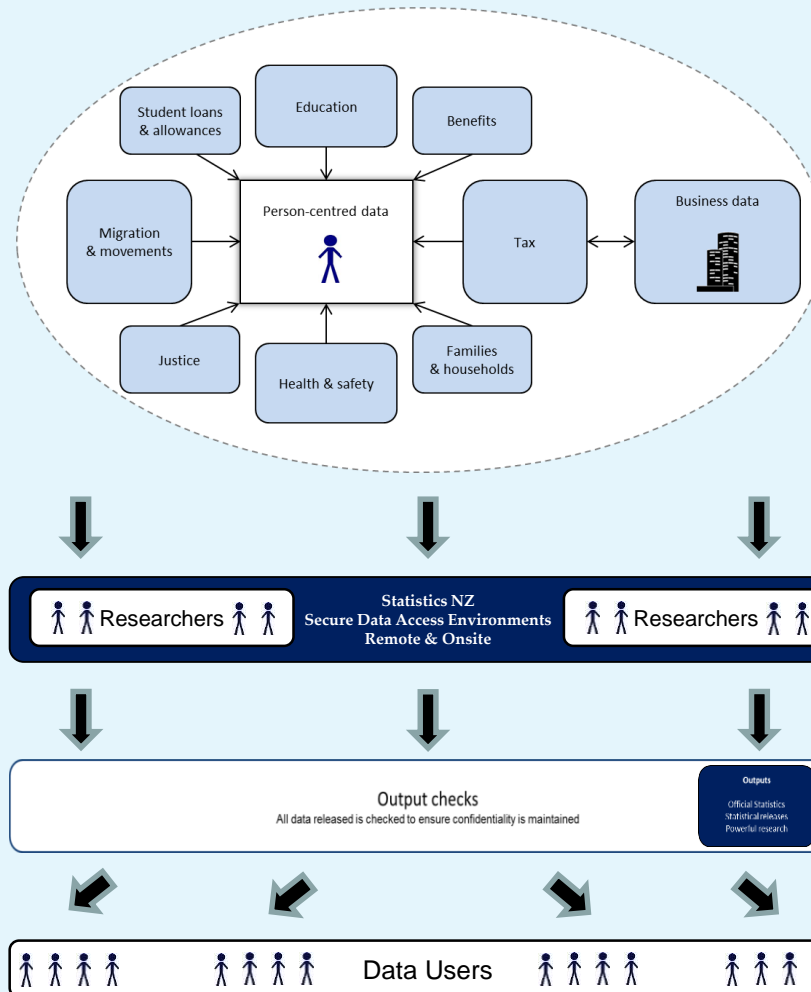 Student loans
& allowances
Education
Benefits
Migration
& movements
Person-centred data
Tax
Business data
Justice
Health & safety
Families
& households
Researchers
Statistics NZ
Secure Data Access Environments
Remote & Onsite
Researchers
Output checks
All data released is checked to ensure confidentiality is maintained
Outputs
Official Statistics
Statistical releases
Powerful research
Data Users